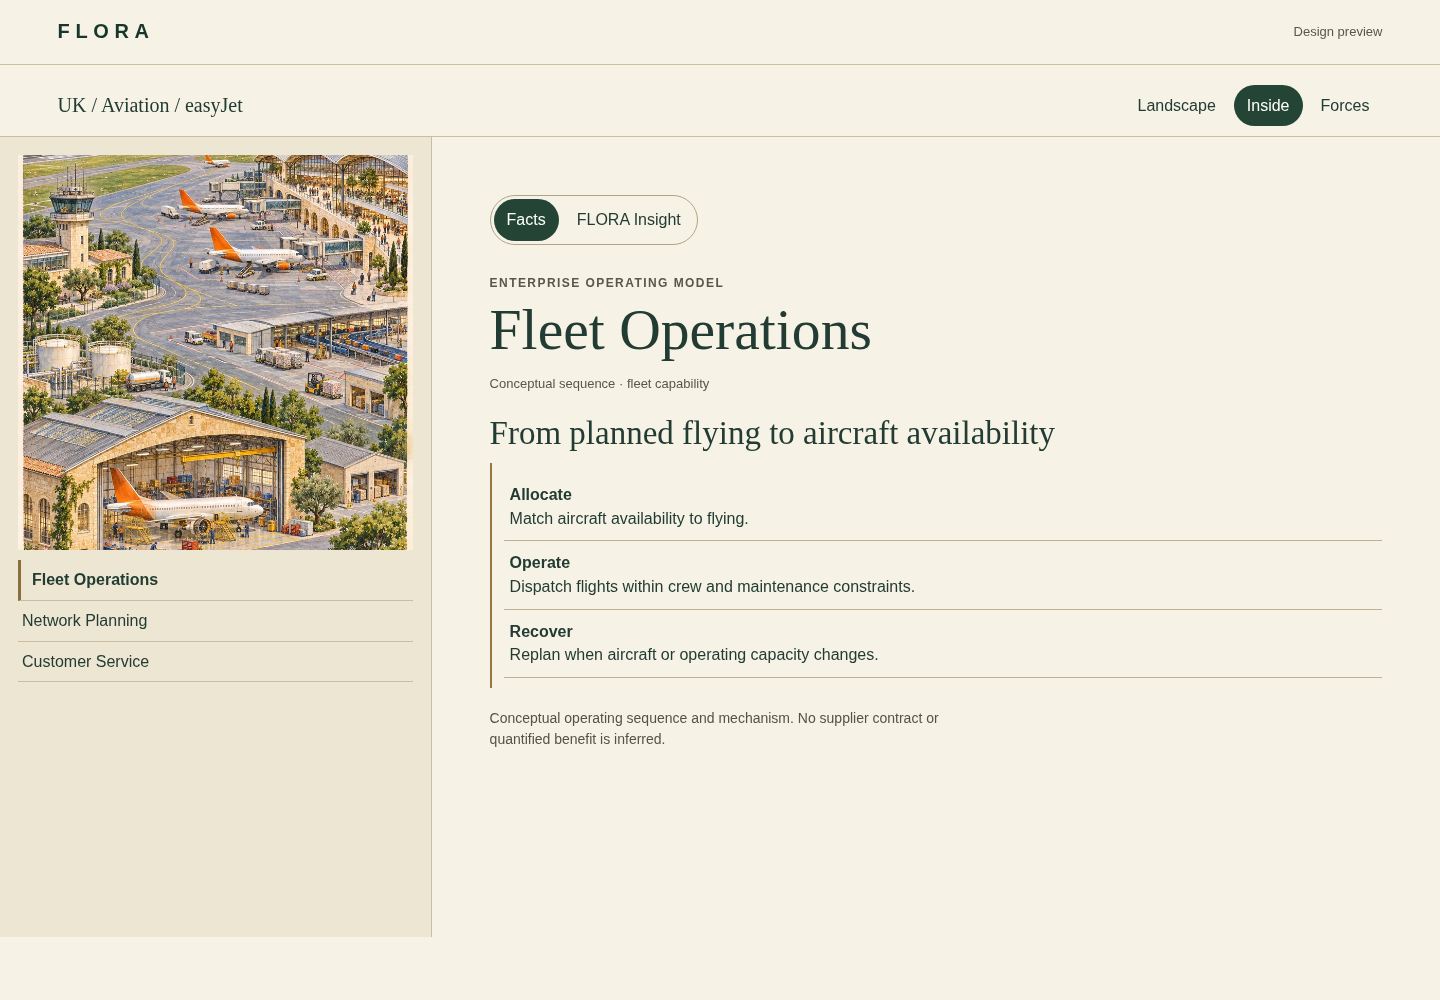 FLORA
Design preview
UK / Aviation / easyJet
Landscape
Inside
Forces
Facts
FLORA Insight
ENTERPRISE OPERATING MODEL
Fleet Operations
Conceptual sequence · fleet capability
From planned flying to aircraft availability
Allocate
Match aircraft availability to flying.
Operate
Dispatch flights within crew and maintenance constraints.
Recover
Replan when aircraft or operating capacity changes.
Conceptual operating sequence and mechanism. No supplier contract or
quantified benefit is inferred.
Fleet Operations
Network Planning
Customer Service